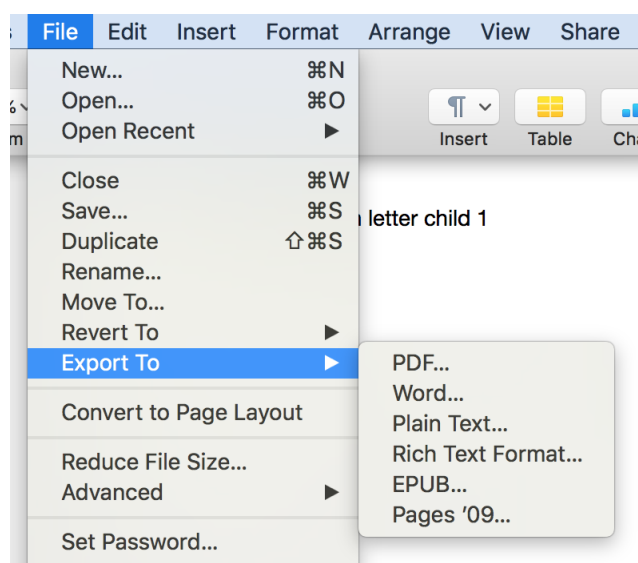 File Edit Insert Format Arrange View Share
New... ⌘N
Open... ⌘O
Open Recent ▶
Insert Table
Close ⌘W
Save... ⌘S
letter child 1
Duplicate ⇧⌘S
Rename...
Move To...
Revert To ▶
Export To ▶
PDF...
Word...
Plain Text...
Rich Text Format...
EPUB...
Pages ’09...
Convert to Page Layout
Reduce File Size...
Advanced ▶
Set Password...